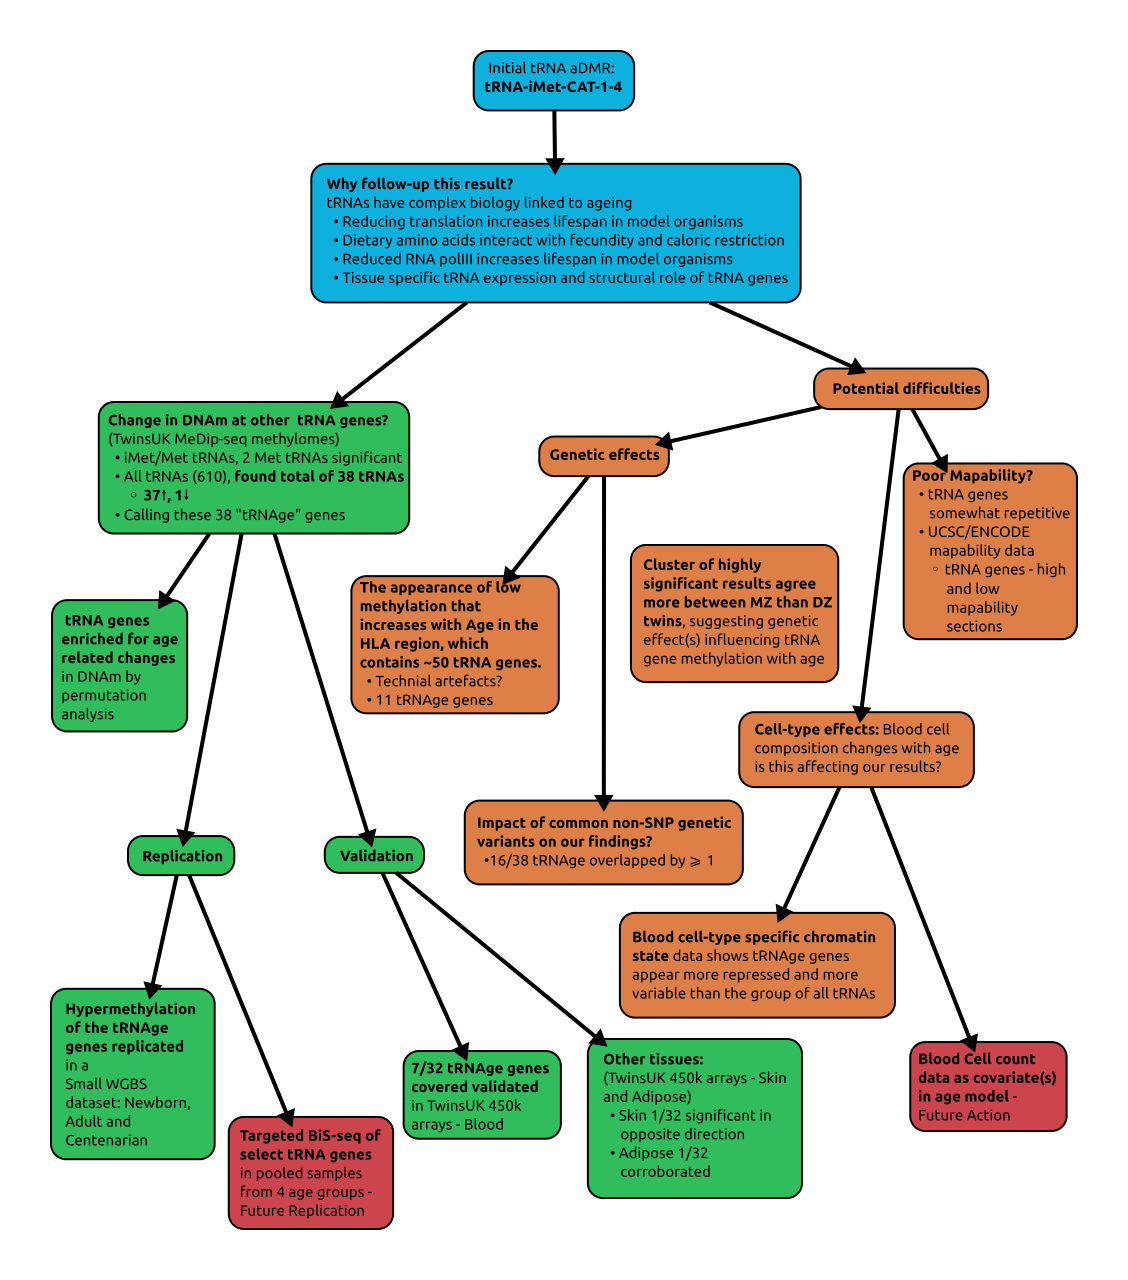 Initial tRNA aDMR:
tRNA-iMet-CAT-1-4
Why follow-up this result?
tRNAs have complex biology linked to ageing
• Reducing translation increases lifespan in model organisms
• Dietary amino acids interact with fecundity and caloric restriction
• Reduced RNA polIII increases lifespan in model organisms
• Tissue specific tRNA expression and structural role of tRNA genes
Change in DNAm at other tRNA genes?
(TwinsUK MeDip-seq methylomes)
• iMet/Met tRNAs, 2 Met tRNAs significant
• All tRNAs (610), found total of 38 tRNAs
◦ 37↑, 1↓
• Calling these 38 "tRNAge" genes
Potential difficulties
Genetic effects
Poor Mapability?
• tRNA genes
somewhat repetitive
• UCSC/ENCODE
mapability data
◦ tRNA genes - high
and low
mapability
sections
Cluster of highly
significant results agree
more between MZ than DZ
twins, suggesting genetic
effect(s) influencing tRNA
gene methylation with age
The appearance of low
methylation that
increases with Age in the
HLA region, which
contains ~50 tRNA genes.
• Technial artefacts?
• 11 tRNAge genes
tRNA genes
enriched for age
related changes
in DNAm by
permutation
analysis
Cell-type effects: Blood cell
composition changes with age
is this affecting our results?
Impact of common non-SNP genetic
variants on our findings?
•16/38 tRNAge overlapped by ⩾ 1
Replication
Validation
Blood cell-type specific chromatin
state data shows tRNAge genes
appear more repressed and more
variable than the group of all tRNAs
Hypermethylation
of the tRNAge
genes replicated
in a
Small WGBS
dataset: Newborn,
Adult and
Centenarian
Targeted BiS-seq of
select tRNA genes
in pooled samples
from 4 age groups -
Future Replication
7/32 tRNAge genes
covered validated
in TwinsUK 450k
arrays - Blood
Other tissues:
(TwinsUK 450k arrays - Skin
and Adipose)
• Skin 1/32 significant in
opposite direction
• Adipose 1/32
corroborated
Blood Cell count
data as covariate(s)
in age model -
Future Action